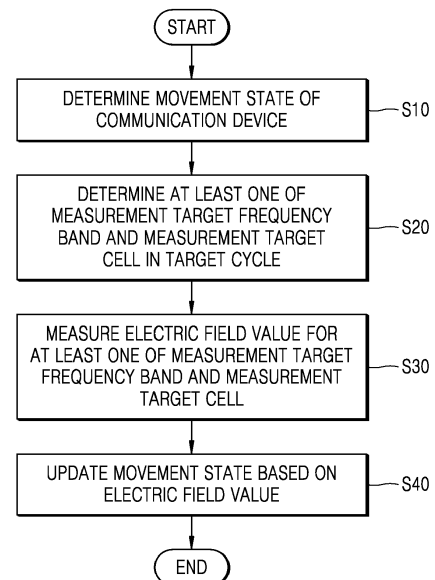 START
DETERMINE MOVEMENT STATE OF
COMMUNICATION DEVICE
S10
DETERMINE AT LEAST ONE OF
MEASUREMENT TARGET FREQUENCY
BAND AND MEASUREMENT TARGET
CELL IN TARGET CYCLE
S20
MEASURE ELECTRIC FIELD VALUE FOR
AT LEAST ONE OF MEASUREMENT TARGET
FREQUENCY BAND AND MEASUREMENT
TARGET CELL
S30
UPDATE MOVEMENT STATE BASED ON
ELECTRIC FIELD VALUE
S40
END